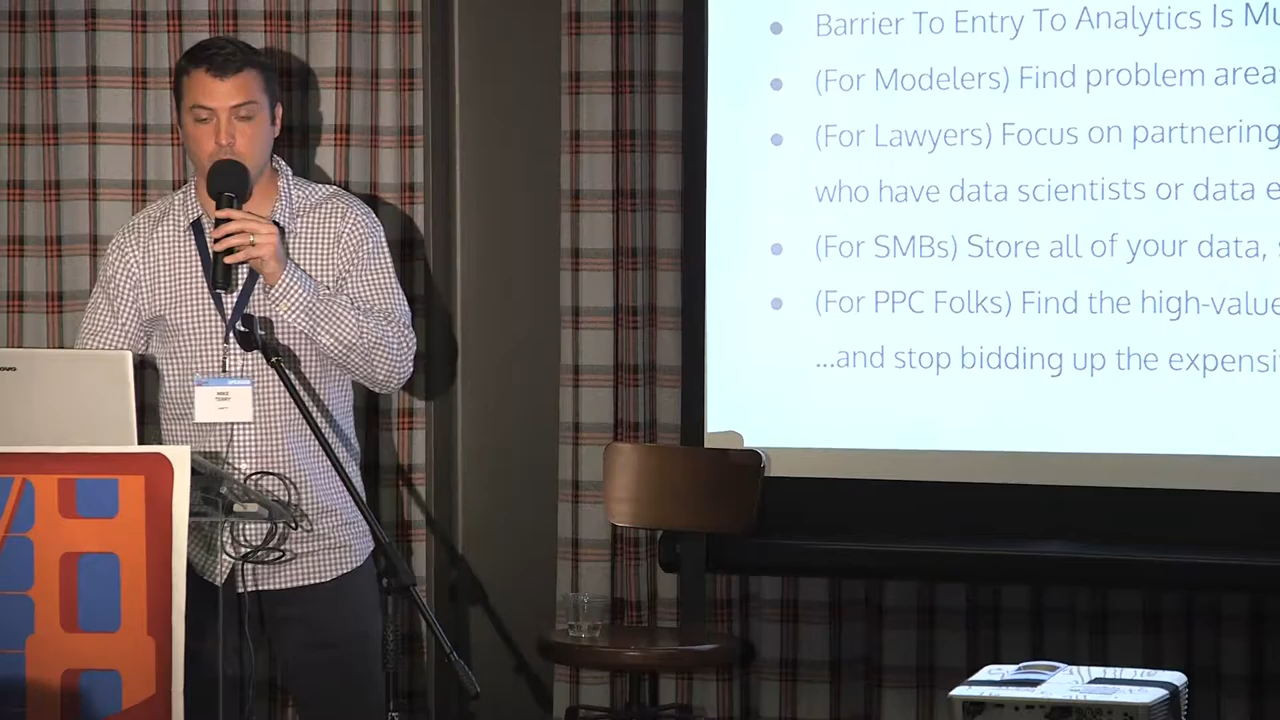 Barrier To Entry To Analytics Is Mu
(For Modelers) Find problem area
(For Lawyers) Focus on partnering
who have data scientists or data e
(For SMBs) Store all of your data,
(For PPC Folks) Find the high-value
...and stop bidding up the expensi
MIKE
TERRY